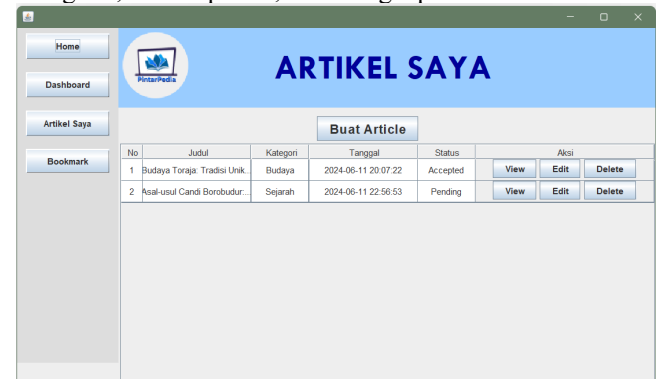 Home
Dashboard
Artikel Saya
Bookmark
PintarPedia
ARTIKEL SAYA
Buat Article
No Judul Kategori Tanggal Status Aksi
1 Budaya Toraja: Tradisi Unik... Budaya 2024-06-11 20:07:22 Accepted View Edit Delete
2 Asal-usul Candi Borobudur:... Sejarah 2024-06-11 22:56:53 Pending View Edit Delete